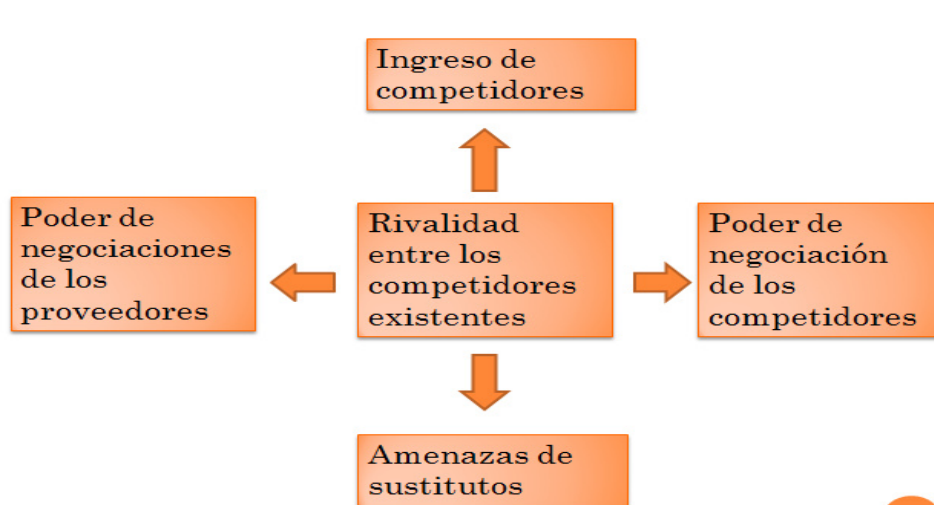 Ingreso de
competidores
Poder de
negociaciones
de los
proveedores
Rivalidad
entre los
competidores
existentes
Poder de
negociación
de los
competidores
Amenazas de
sustitutos